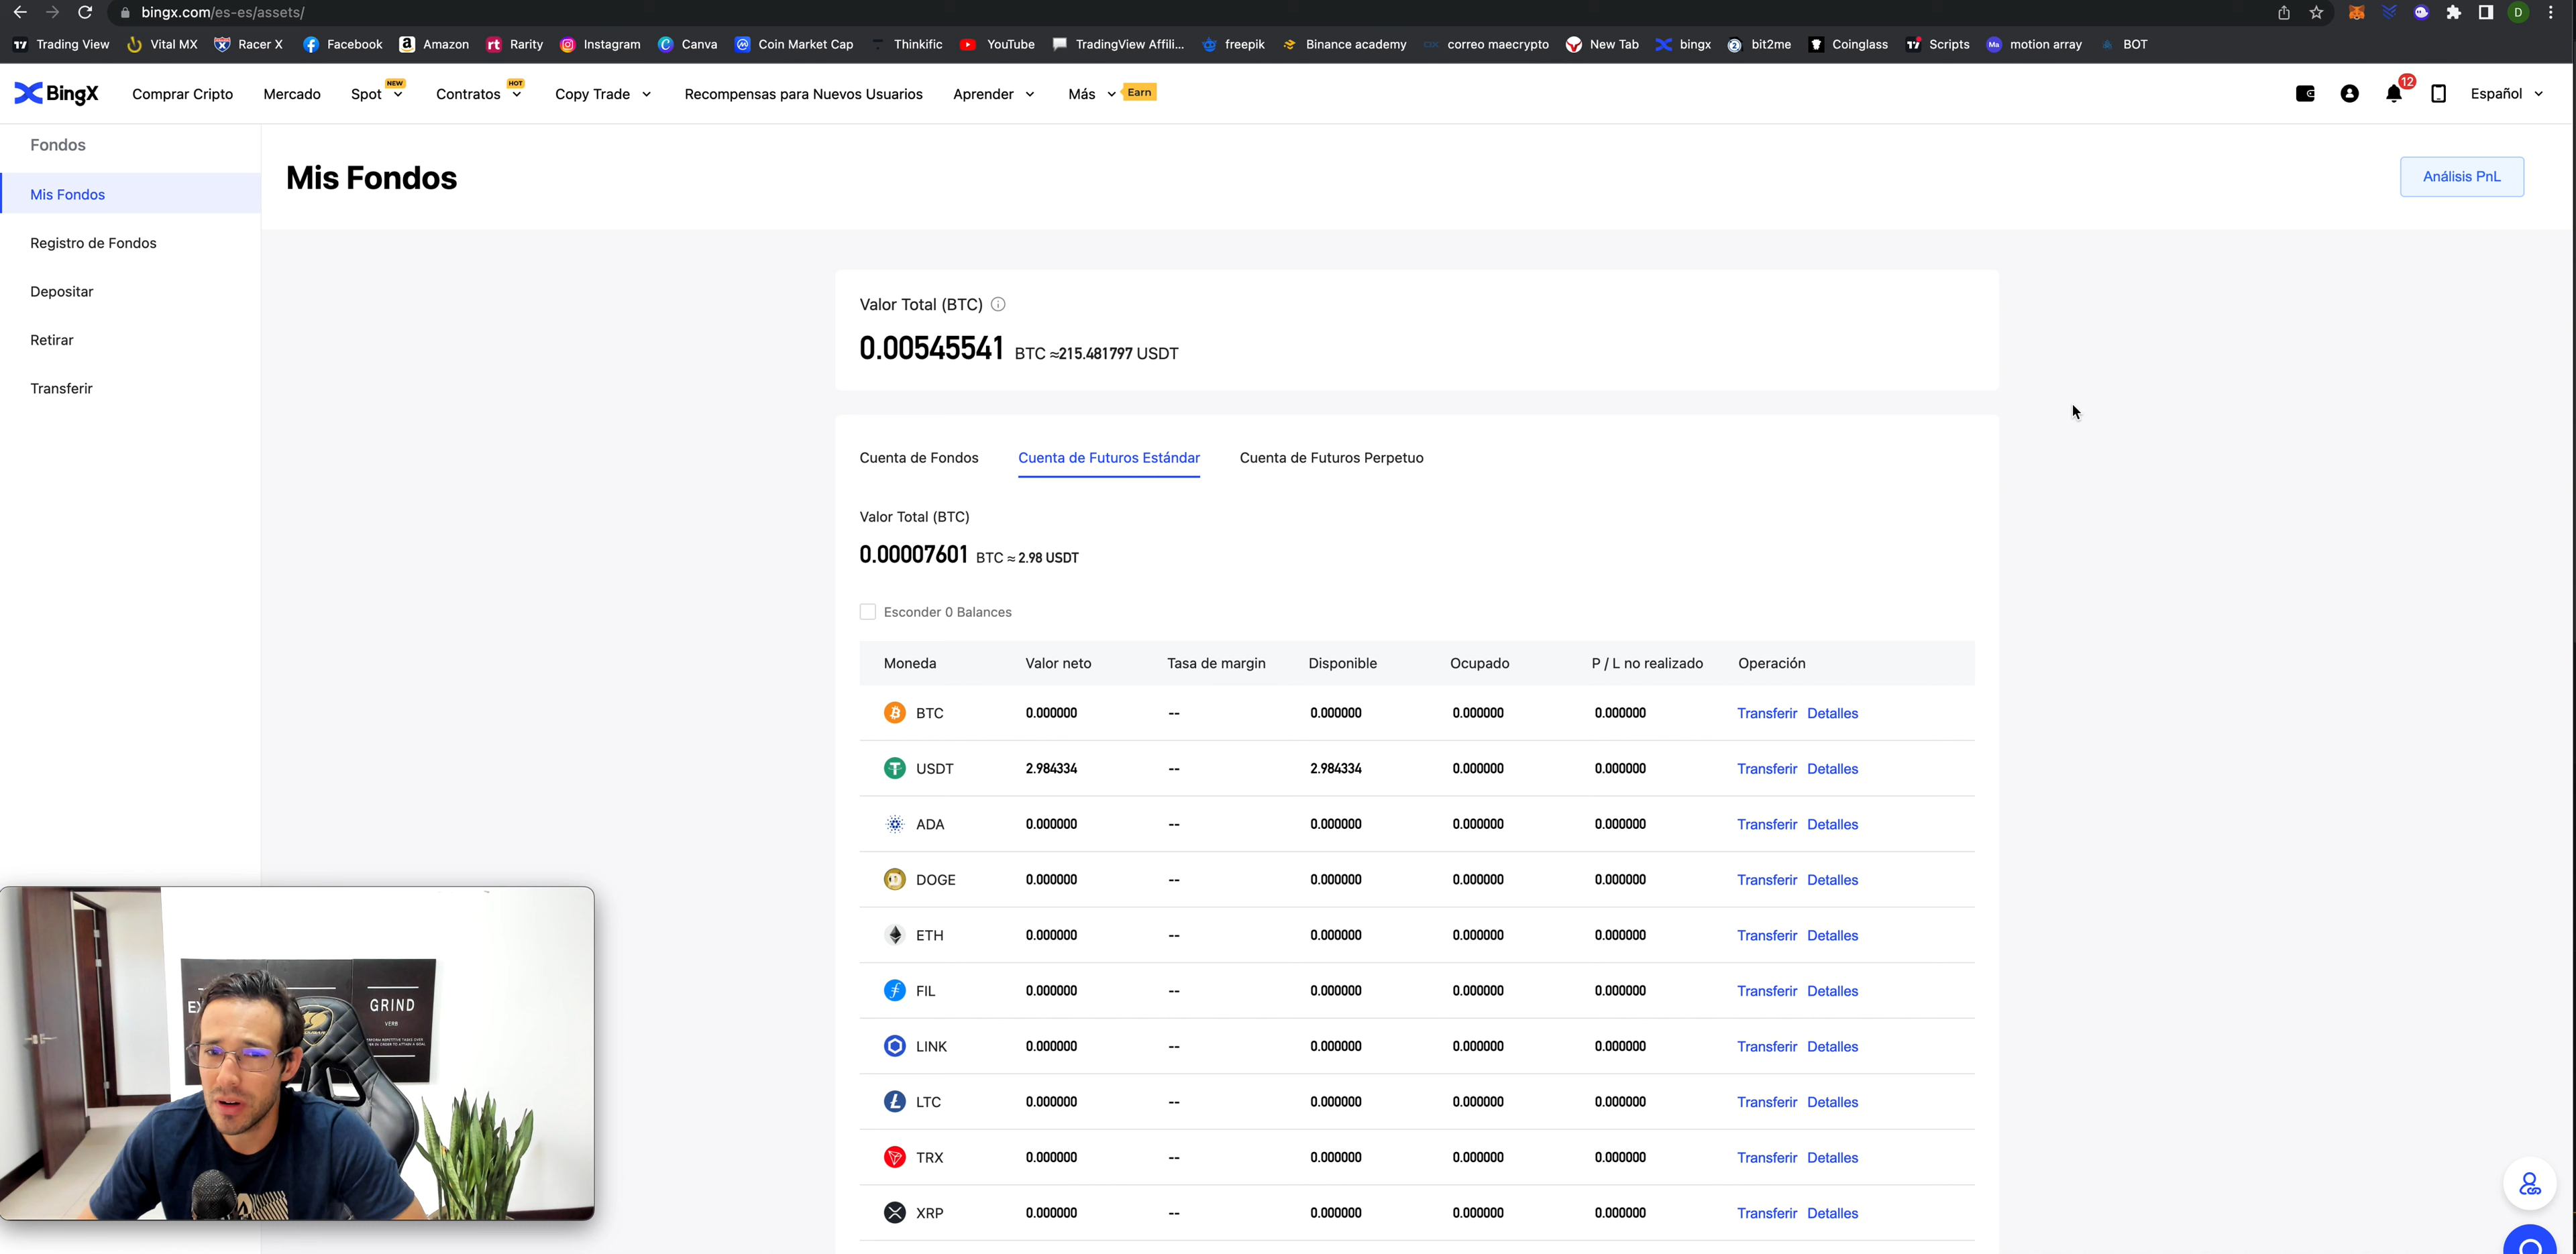 bingx.com/es-es/assets/
D
Trading View Vital MX Racer X Facebook Amazon Rarity Instagram Canva Coin Market Cap Thinkific YouTube TradingView Affili... freepik Binance academy correo maecrypto New Tab bingx bit2me Coinglass Scripts motion array BOT
BingX Comprar Cripto Mercado Spot NEW Contratos HOT Copy Trade Recompensas para Nuevos Usuarios Aprender Más Earn 12 Español
Fondos
Mis Fondos
Registro de Fondos
Depositar
Retirar
Transferir
Mis Fondos
Análisis PnL
Valor Total (BTC)
0.00545541 BTC ≈215.481797 USDT
Cuenta de Fondos Cuenta de Futuros Estándar Cuenta de Futuros Perpetuo
Valor Total (BTC)
0.00007601 BTC ≈ 2.98 USDT
Esconder 0 Balances
Moneda Valor neto Tasa de margin Disponible Ocupado P / L no realizado Operación
BTC 0.000000 -- 0.000000 0.000000 0.000000 Transferir Detalles
USDT 2.984334 -- 2.984334 0.000000 0.000000 Transferir Detalles
ADA 0.000000 -- 0.000000 0.000000 0.000000 Transferir Detalles
DOGE 0.000000 -- 0.000000 0.000000 0.000000 Transferir Detalles
ETH 0.000000 -- 0.000000 0.000000 0.000000 Transferir Detalles
FIL 0.000000 -- 0.000000 0.000000 0.000000 Transferir Detalles
LINK 0.000000 -- 0.000000 0.000000 0.000000 Transferir Detalles
LTC 0.000000 -- 0.000000 0.000000 0.000000 Transferir Detalles
TRX 0.000000 -- 0.000000 0.000000 0.000000 Transferir Detalles
XRP 0.000000 -- 0.000000 0.000000 0.000000 Transferir Detalles
GRIND
VERB